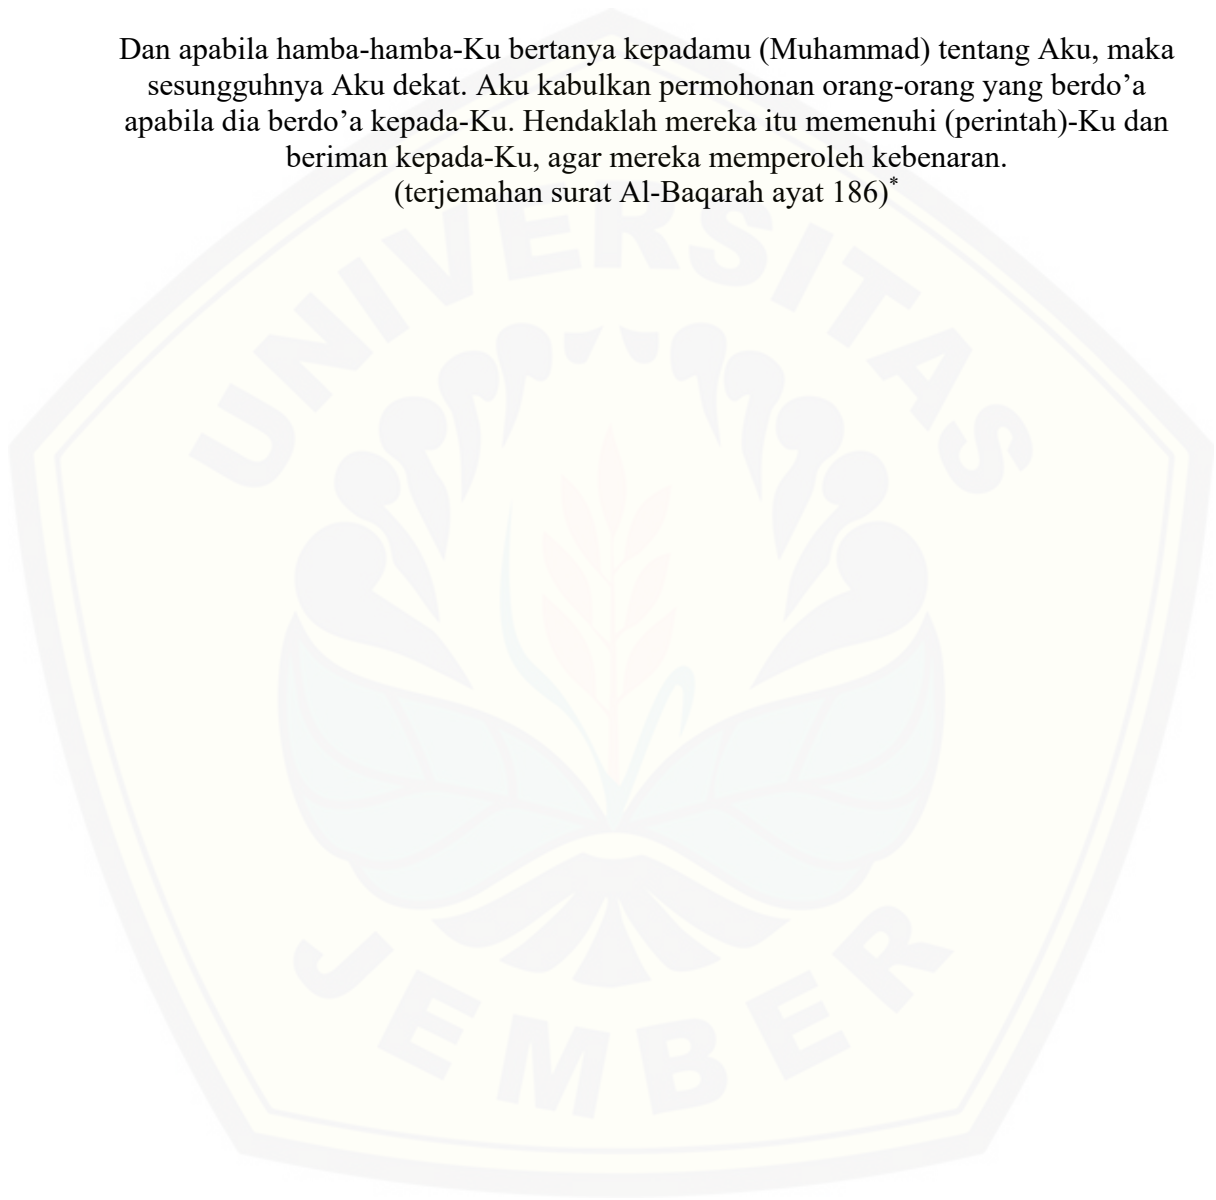 Dan apabila hamba-hamba-Ku bertanya kepadamu (Muhammad) tentang Aku, maka
sesungguhnya Aku dekat. Aku kabulkan permohonan orang-orang yang berdo’a
apabila dia berdo’a kepada-Ku. Hendaklah mereka itu memenuhi (perintah)-Ku dan
beriman kepada-Ku, agar mereka memperoleh kebenaran.
(terjemahan surat Al-Baqarah ayat 186)*
UNIVERSITAS
JEMBER